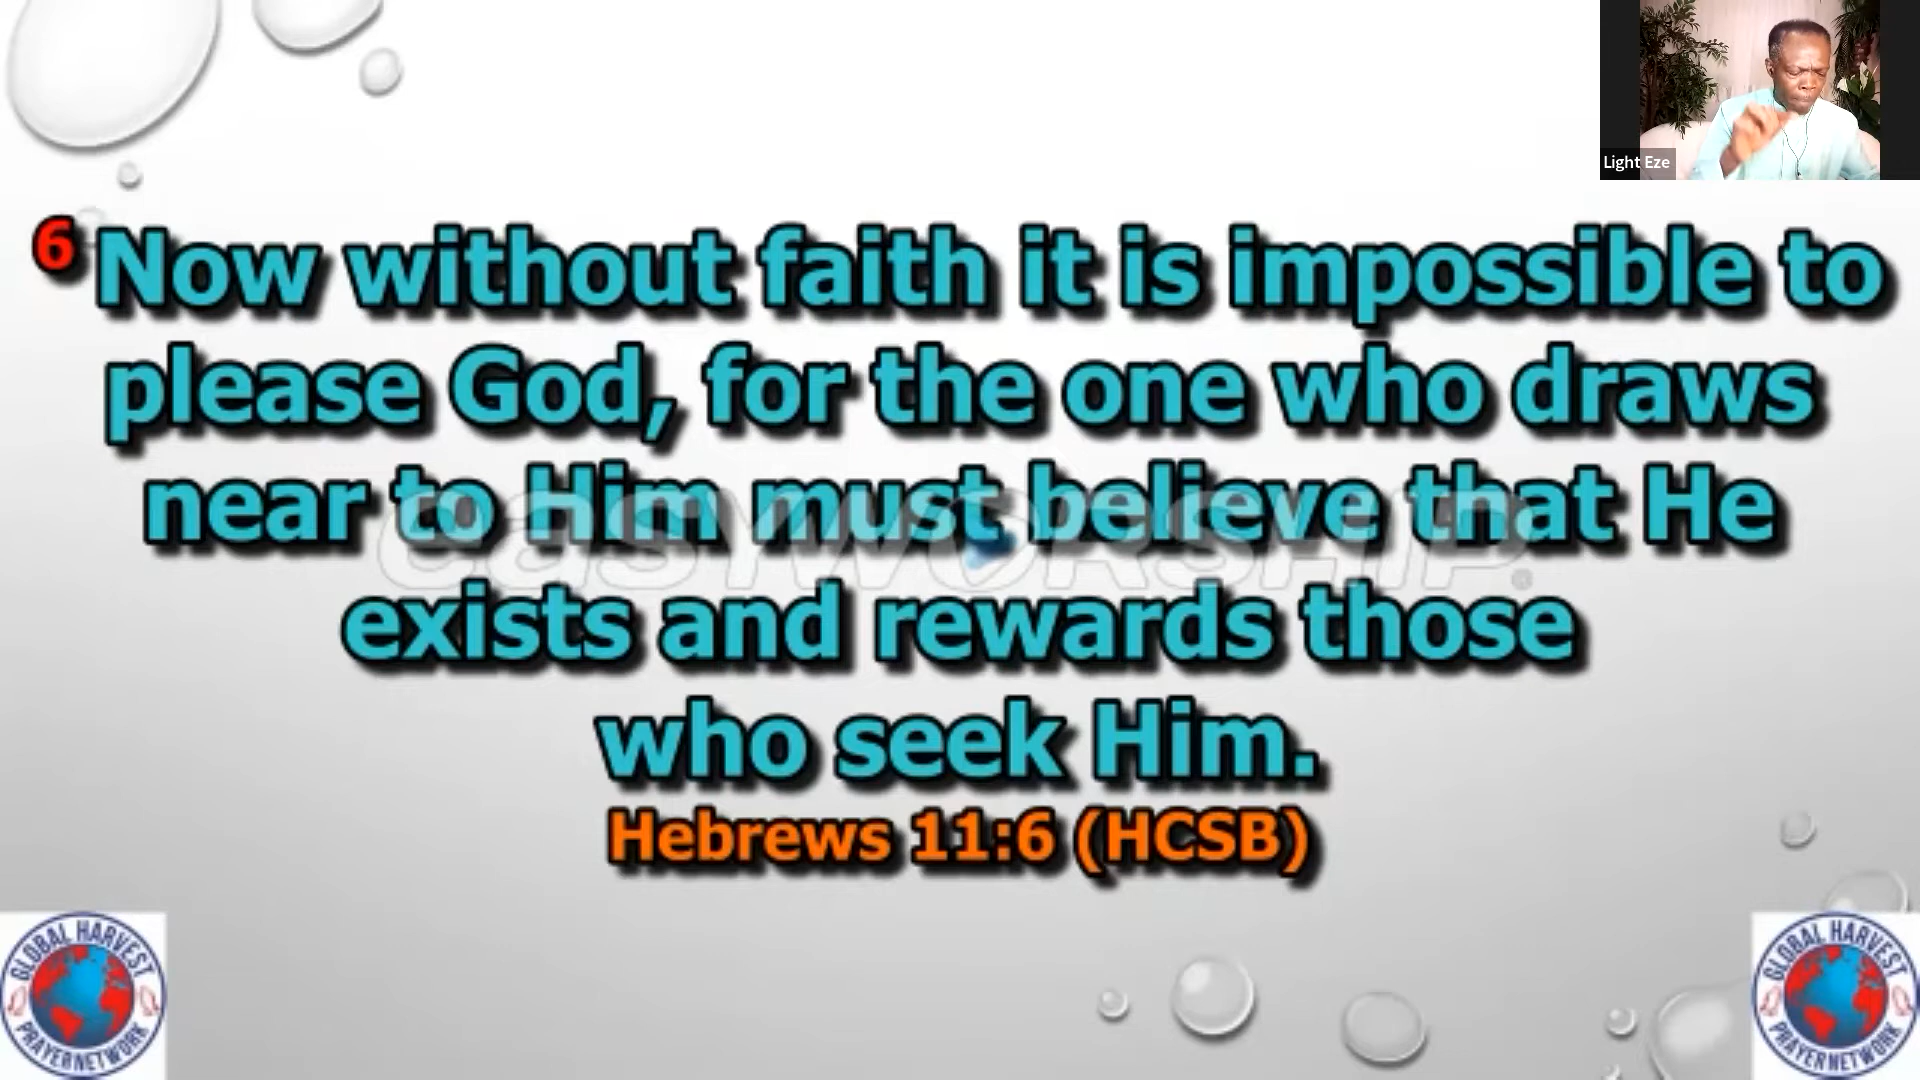 Light Eze
6 Now without faith it is impossible to
please God, for the one who draws
near to Him must believe that He
exists and rewards those
who seek Him.
Hebrews 11:6 (HCSB)
easyworship®
GLOBAL HARVEST
PRAYER NETWORK
GLOBAL HARVEST
PRAYER NETWORK